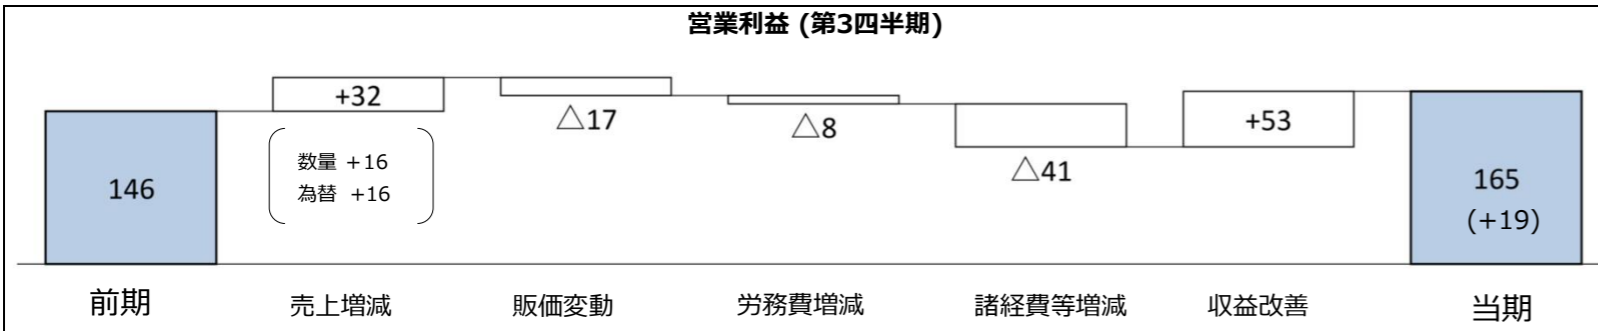 営業利益 (第3四半期)
+32
△17
△8
△41
+53
数量 +16
為替 +16
146
165
(+19)
前期
売上増減
販価変動
労務費増減
諸経費等増減
収益改善
当期